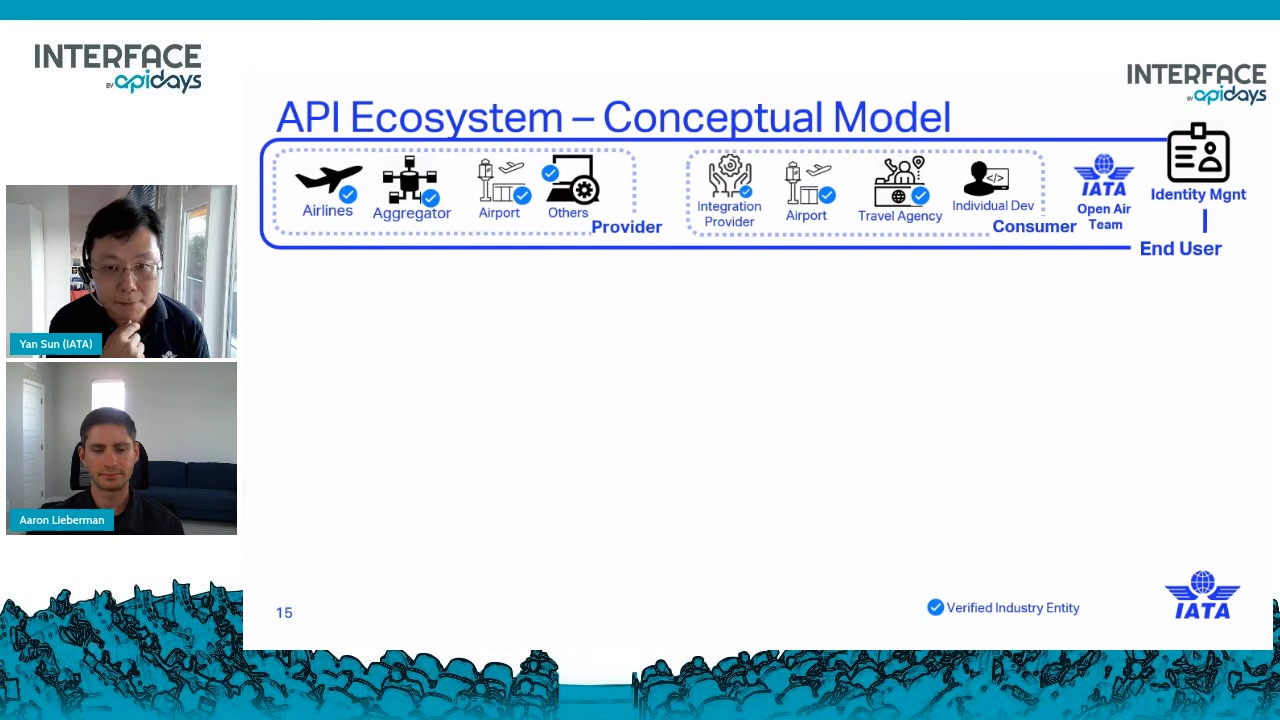 INTERFACE
BY apidays
INTERFACE
BY apidays
API Ecosystem – Conceptual Model
Airlines
Aggregator
Airport
Others
Provider
Integration
Provider
Airport
Travel Agency
Individual Dev
Consumer
IATA
Open Air
Team
Identity Mgnt
End User
Yan Sun (IATA)
Aaron Lieberman
15
Verified Industry Entity
IATA